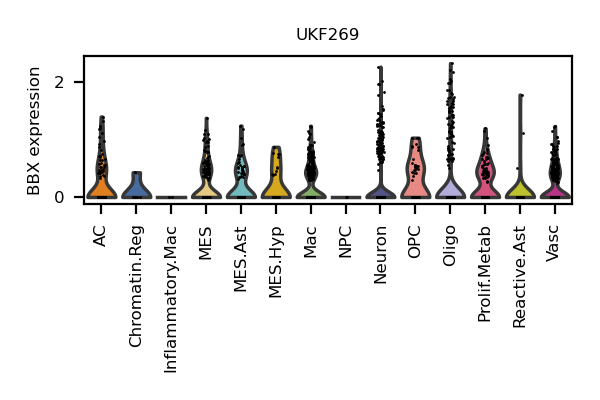 UKF269
BBX expression
2
0
AC
Chromatin.Reg
Inflammatory.Mac
MES
MES.Ast
MES.Hyp
Mac
NPC
Neuron
OPC
Oligo
Prolif.Metab
Reactive.Ast
Vasc